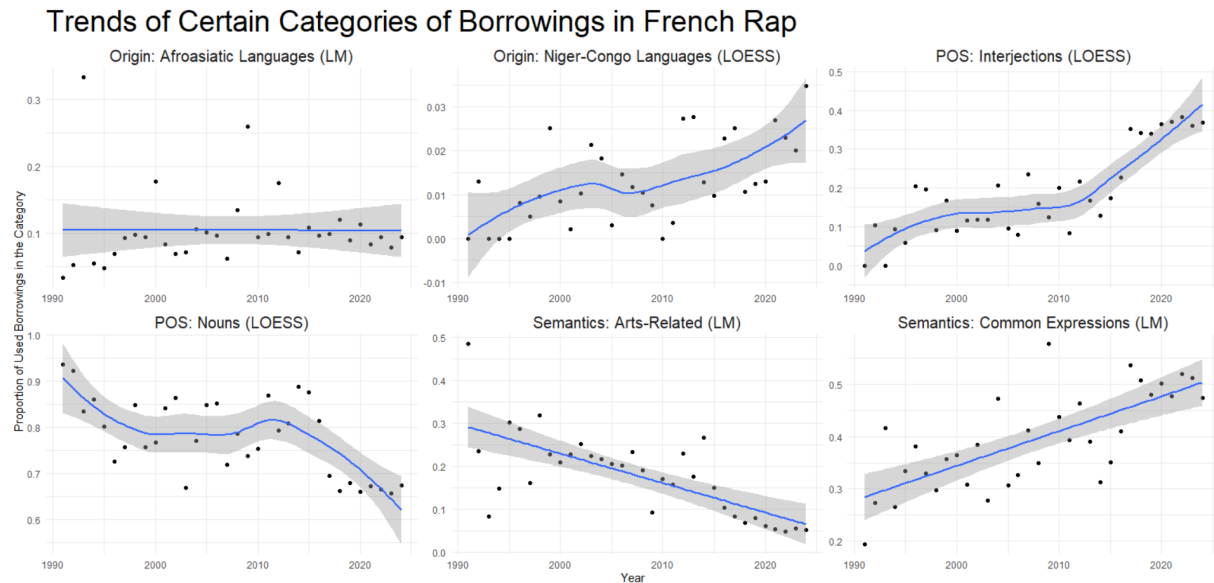 Trends of Certain Categories of Borrowings in French Rap
Origin: Afroasiatic Languages (LM)
0.3
0.2
0.1
1990 2000 2010 2020
Origin: Niger-Congo Languages (LOESS)
0.03
0.02
0.01
0.00
-0.01
1990 2000 2010 2020
POS: Interjections (LOESS)
0.5
0.4
0.3
0.2
0.1
0.0
1990 2000 2010 2020
Proportion of Used Borrowings in the Category
POS: Nouns (LOESS)
1.0
0.9
0.8
0.7
0.6
1990 2000 2010 2020
Semantics: Arts-Related (LM)
0.5
0.4
0.3
0.2
0.1
0.0
1990 2000 2010 2020
Semantics: Common Expressions (LM)
0.5
0.4
0.3
0.2
1990 2000 2010 2020
Year